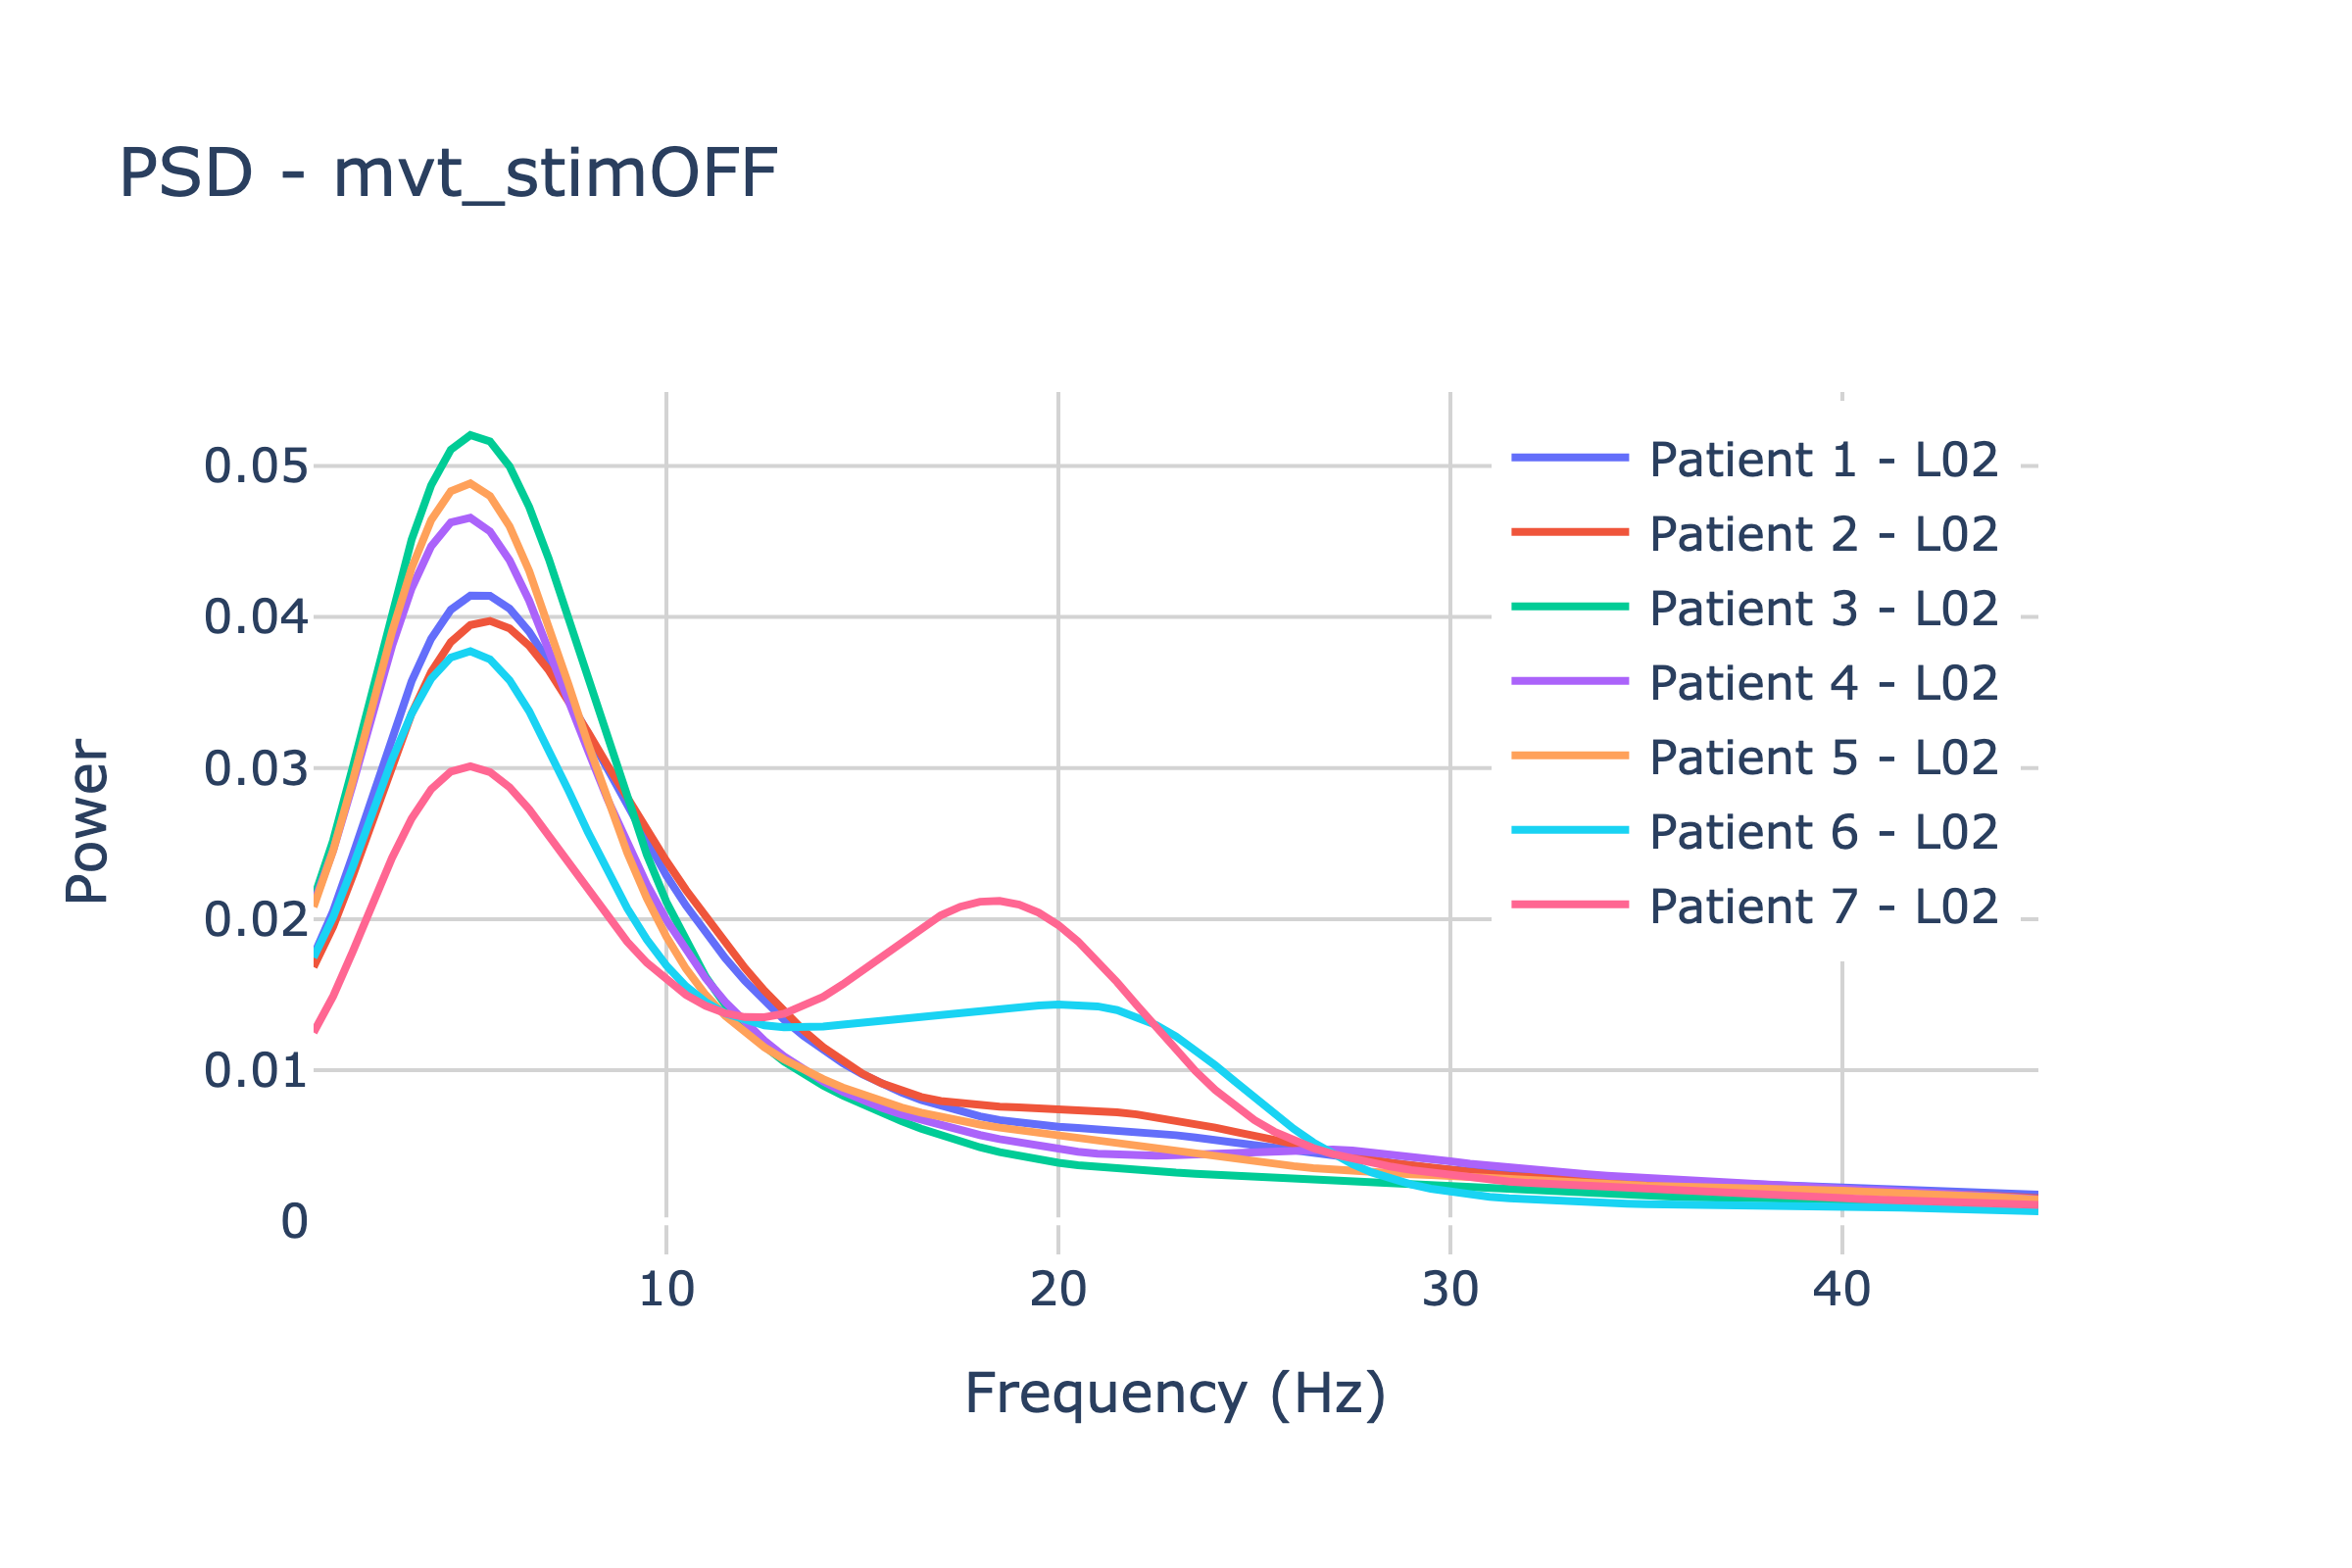 PSD - mvt_stimOFF
Power
0.05
0.04
0.03
0.02
0.01
0
10
20
30
40
Frequency (Hz)
Patient 1 - L02
Patient 2 - L02
Patient 3 - L02
Patient 4 - L02
Patient 5 - L02
Patient 6 - L02
Patient 7 - L02